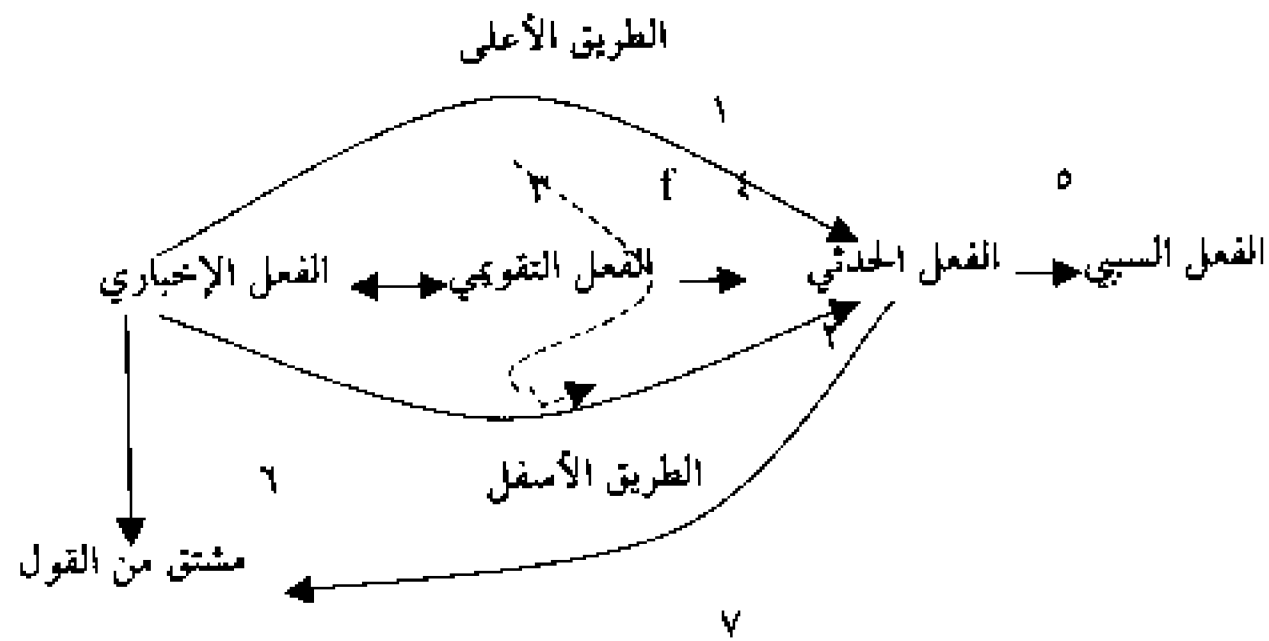 الطريق الأعلى
١
٣ f ٤ ٥
الفعل الإخباري الفعل التقويمي الفعل الحدثي الفعل السببي
٢
الطريق الأسفل
٦
مشتق من القول
٧